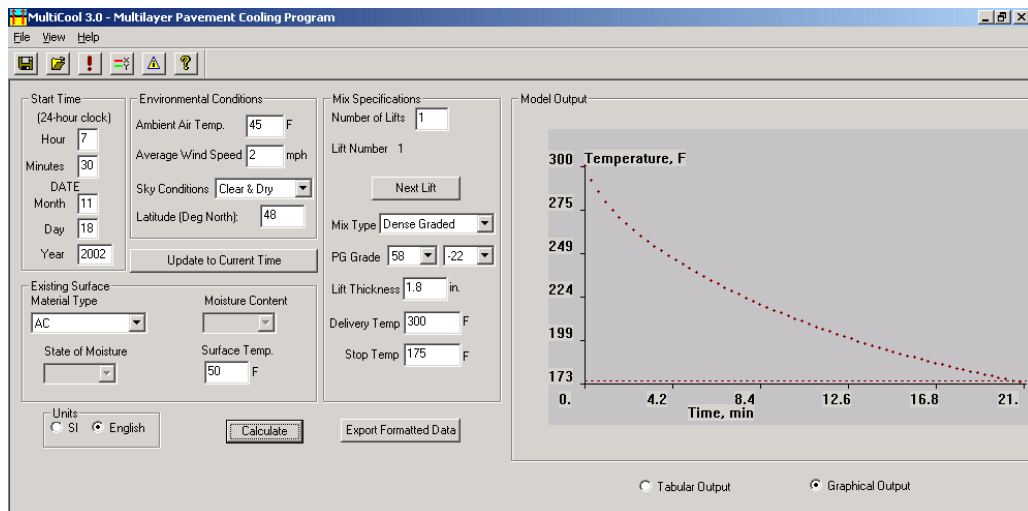 MultiCool 3.0 - Multilayer Pavement Cooling Program
File View Help
Start Time
(24-hour clock)
Hour 7
Minutes 30
DATE
Month 11
Day 18
Year 2002
Environmental Conditions
Ambient Air Temp. 45 F
Average Wind Speed 2 mph
Sky Conditions Clear & Dry
Latitude (Deg North): 48
Update to Current Time
Existing Surface
Material Type
AC
Moisture Content
State of Moisture
Surface Temp.
50 F
Units
SI English
Calculate
Mix Specifications
Number of Lifts 1
Lift Number 1
Next Lift
Mix Type Dense Graded
PG Grade 58 -22
Lift Thickness 1.8 in.
Delivery Temp 300 F
Stop Temp 175 F
Export Formatted Data
Model Output
Temperature, F
300
275
249
224
199
173
0. 4.2 8.4 12.6 16.8 21.
Time, min
Tabular Output Graphical Output